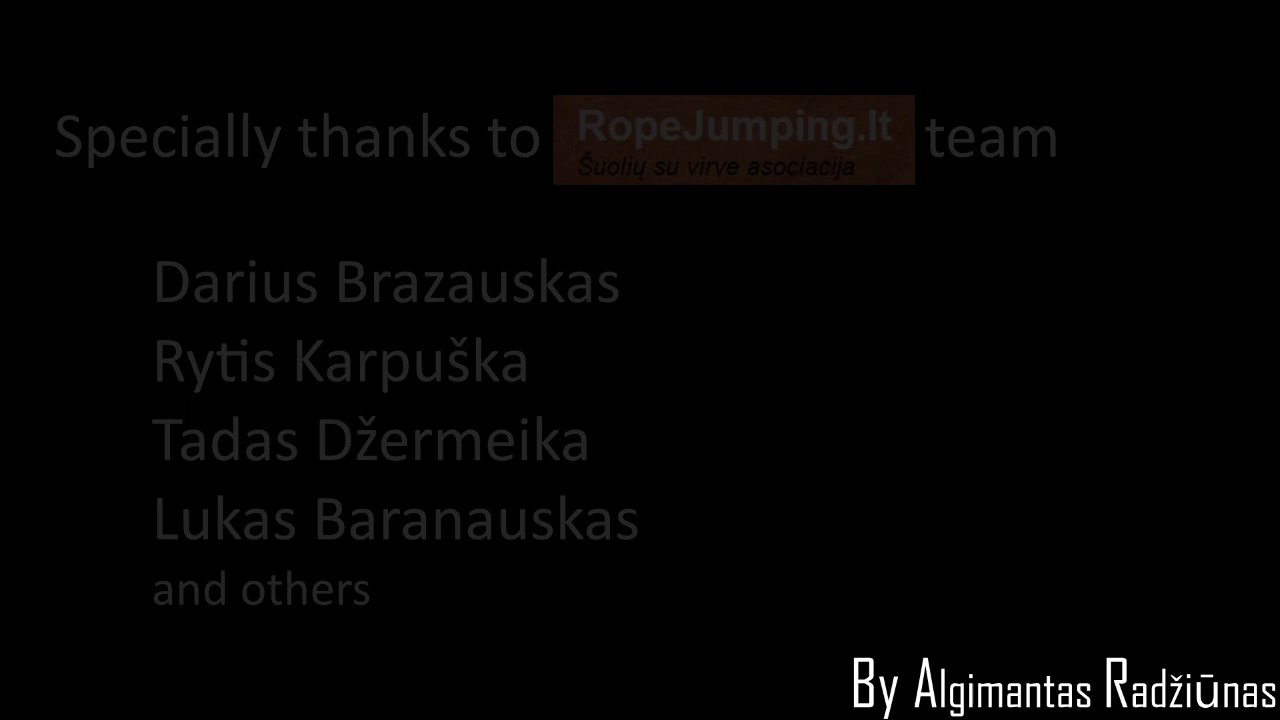 Specially thanks to RopeJumping.lt team
Šuolių su virve asociacija
Darius Brazauskas
Rytis Karpuška
Tadas Džermeika
Lukas Baranauskas
and others
By Algimantas Radžiūnas